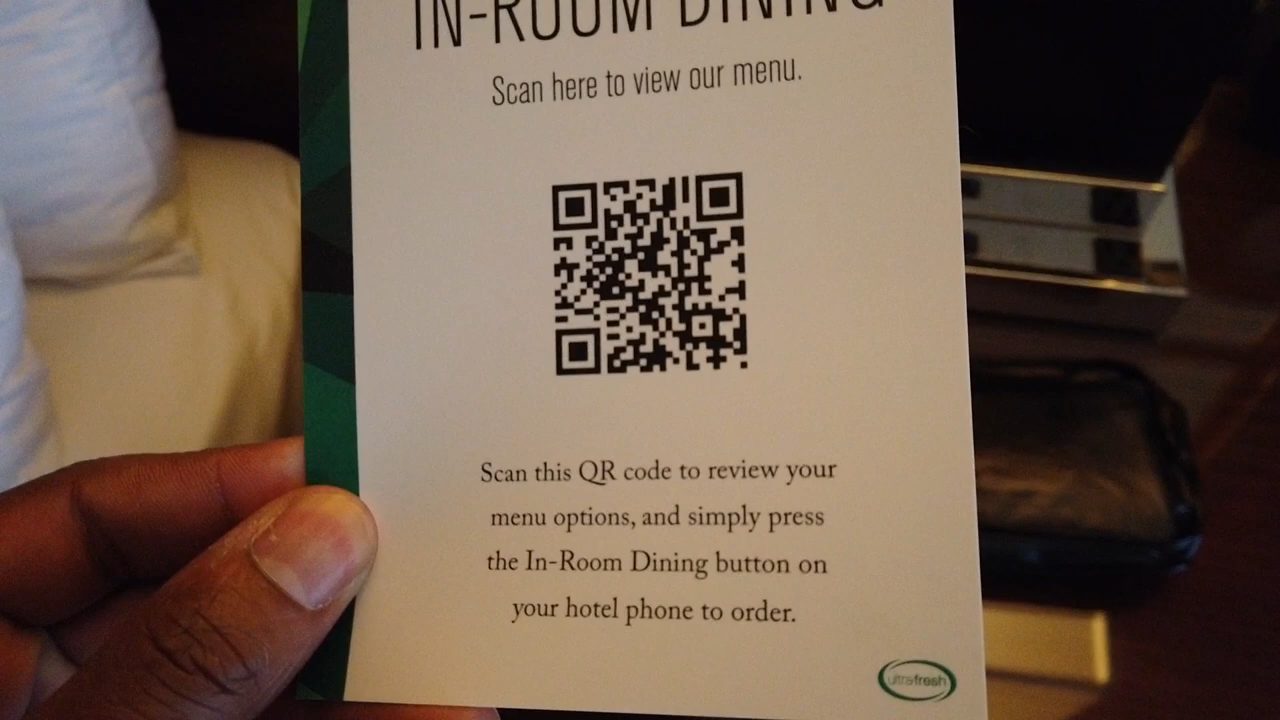 IN-ROOM DINING
Scan here to view our menu.
Scan this QR code to review your
menu options, and simply press
the In-Room Dining button on
your hotel phone to order.
ultrafresh